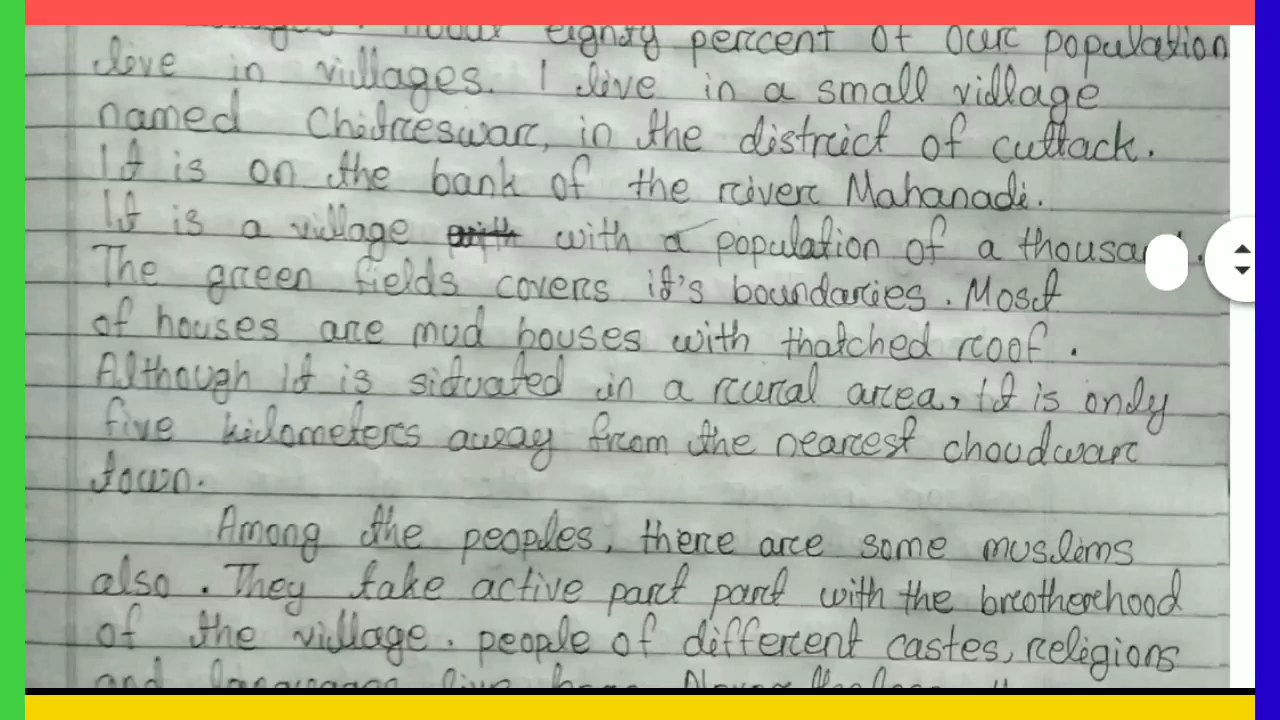 eighty percent of our population
live in villages. I live in a small village
named Chidreeswar, in the district of cuttack.
It is on the bank of the river Mahanadi.
It is a village with a population of a
The green fields covers it's boundaries. Most
of houses are mud houses with thatched roof.
Although it is situated in a rural area, it is only
five kilometers away from the nearest choudwar
town.
Among the peoples, there are some muslims
also. They take active part part with the brotherhood
of the village. people of different castes, religions
and